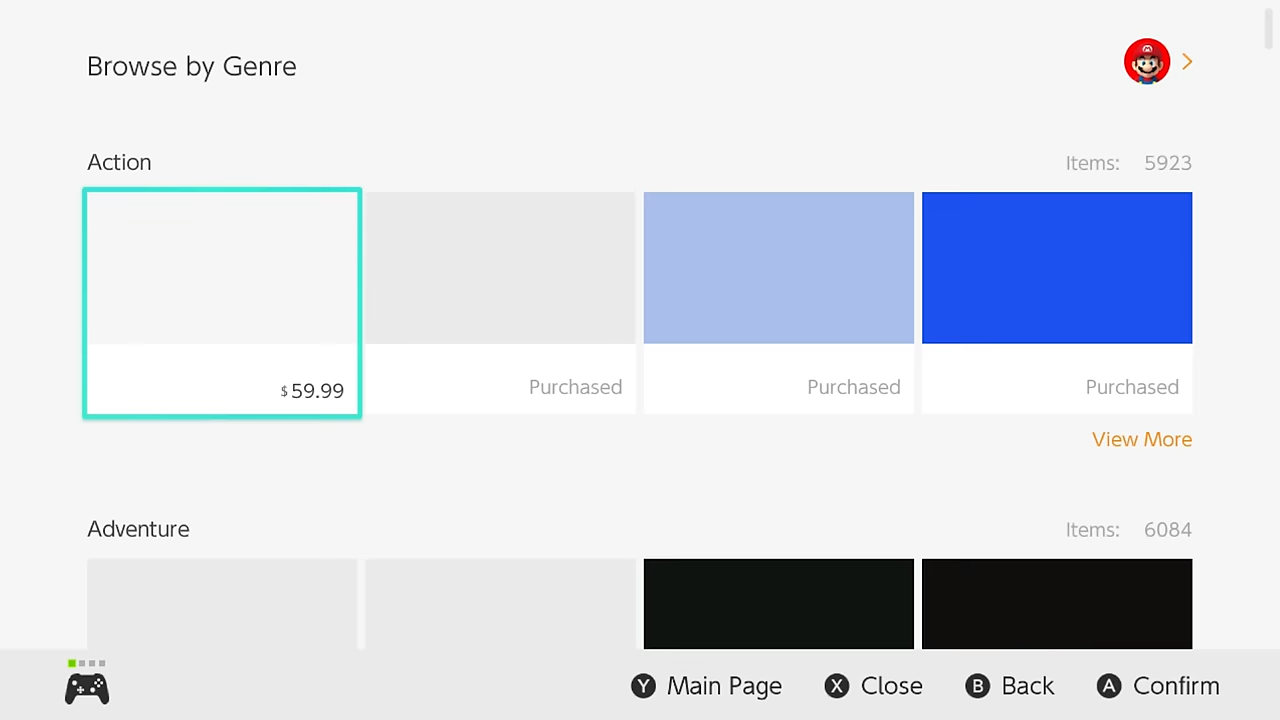 Browse by Genre
Action
Items: 5923
$59.99
Purchased
Purchased
Purchased
View More
Adventure
Items: 6084
Y Main Page
X Close
B Back
A Confirm